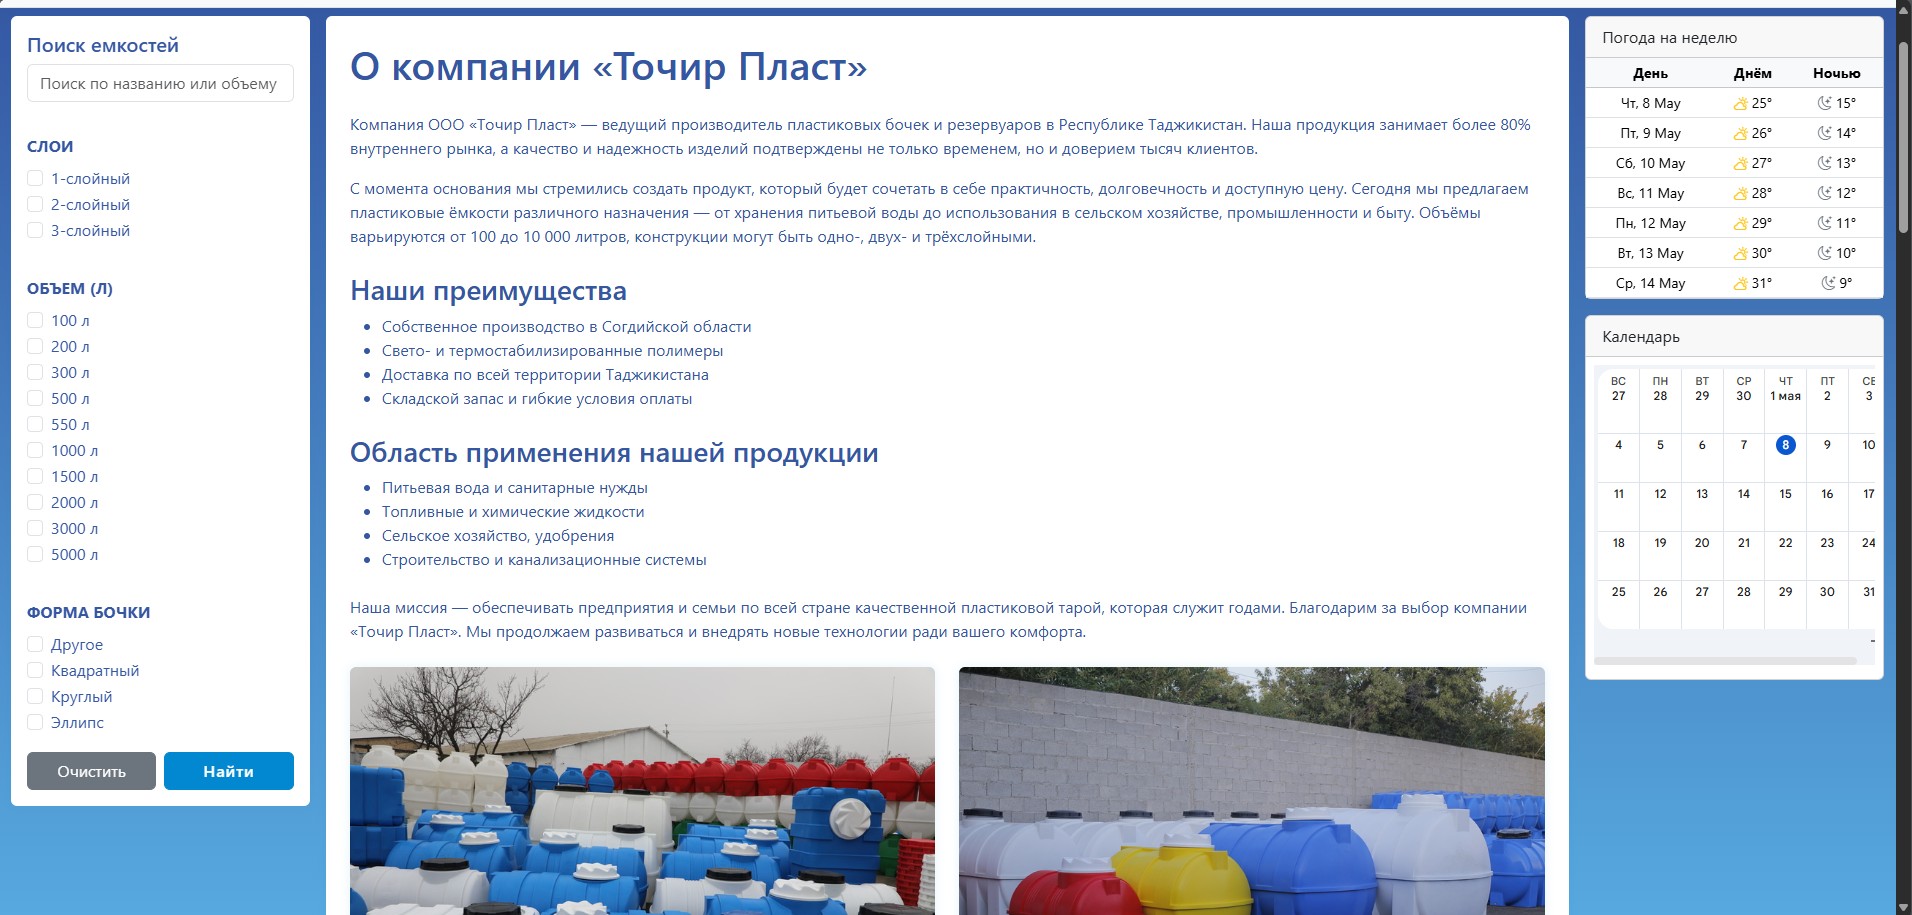 Поиск емкостей
Поиск по названию или объему
СЛОИ
1-слойный
2-слойный
3-слойный
ОБЪЕМ (Л)
100 л
200 л
300 л
500 л
550 л
1000 л
1500 л
2000 л
3000 л
5000 л
ФОРМА БОЧКИ
Другое
Квадратный
Круглый
Эллипс
Очистить Найти
О компании «Точир Пласт»
Компания ООО «Точир Пласт» — ведущий производитель пластиковых бочек и резервуаров в Республике Таджикистан. Наша продукция занимает более 80%
внутреннего рынка, а качество и надежность изделий подтверждены не только временем, но и доверием тысяч клиентов.
С момента основания мы стремились создать продукт, который будет сочетать в себе практичность, долговечность и доступную цену. Сегодня мы предлагаем
пластиковые ёмкости различного назначения — от хранения питьевой воды до использования в сельском хозяйстве, промышленности и быту. Объёмы
варьируются от 100 до 10 000 литров, конструкции могут быть одно-, двух- и трёхслойными.
Наши преимущества
Собственное производство в Согдийской области
Свето- и термостабилизированные полимеры
Доставка по всей территории Таджикистана
Складской запас и гибкие условия оплаты
Область применения нашей продукции
Питьевая вода и санитарные нужды
Топливные и химические жидкости
Сельское хозяйство, удобрения
Строительство и канализационные системы
Наша миссия — обеспечивать предприятия и семьи по всей стране качественной пластиковой тарой, которая служит годами. Благодарим за выбор компании
«Точир Пласт». Мы продолжаем развиваться и внедрять новые технологии ради вашего комфорта.
Погода на неделю
День Днём Ночью
Чт, 8 May 25° 15°
Пт, 9 May 26° 14°
Сб, 10 May 27° 13°
Вс, 11 May 28° 12°
Пн, 12 May 29° 11°
Вт, 13 May 30° 10°
Ср, 14 May 31° 9°
Календарь
ВС ПН ВТ СР ЧТ ПТ
27 28 29 30 1 мая 2 3
4 5 6 7 8 9 10
11 12 13 14 15 16 17
18 19 20 21 22 23 24
25 26 27 28 29 30 31